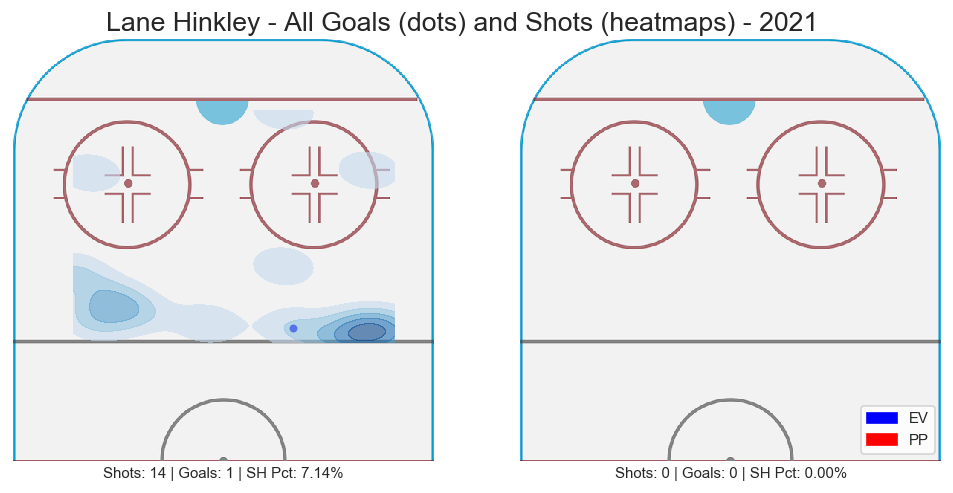 Lane Hinkley - All Goals (dots) and Shots (heatmaps) - 2021
EV
PP
Shots: 14 | Goals: 1 | SH Pct: 7.14%
Shots: 0 | Goals: 0 | SH Pct: 0.00%